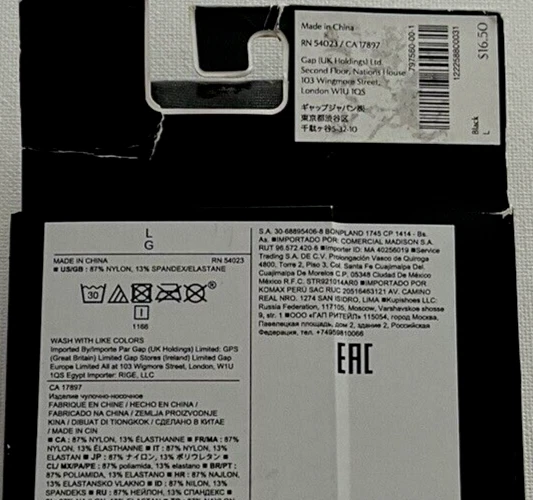 Made in China
RN 54023 / CA 17897
Gap (UK Holdings) Ltd.
Second Floor, Nations House
103 Wigmore Street,
London W1U 1QS
ギャップジャパン㈱
東京都渋谷区
千駄ヶ谷5-32-10
797560-00-1
122258800031
$16.50
Black
L
L
G
MADE IN CHINA RN 54023
■ US/GB : 87% NYLON, 13% SPANDEX/ELASTANE
30
®
I
1166
WASH WITH LIKE COLORS
Imported By/Importe Par Gap (UK Holdings) Limited: GPS
(Great Britain) Limited Gap Stores (Ireland) Limited Gap
Europe Limited All at 103 Wigmore Street, London, W1U
1QS Egypt Importer: RIGE, LLC
CA 17897
Изделие чулочно-носочное
FABRIQUE EN CHINE / HECHO EN CHINA /
FABRICADO NA CHINA / ZEMLJA PROIZVODNJE
KINA / DIBUAT DI TIONGKOK / СДЕЛАНО В КИТАЕ
/ MADE IN CIN
■ CA : 87% NYLON, 13% ÉLASTHANNE ■ FR/MA : 87%
NYLON, 13% ÉLASTHANNE ■ IT : 87% NYLON, 13%
ELASTAN ■ JP : 87% ナイロン, 13% ポリウレタン ■
CL/ MX/PA/PE : 87% poliamida, 13% elastano ■ BR/PT :
87% POLIAMIDA, 13% ELASTANO ■ HR : 87% NAJLON,
13% ELASTANSKO VLAKNO ■ ID : 87% NILON, 13%
SPANDEKS ■ RU : 87% НЕЙЛОН, 13% СПАНДЕКС ■
S.A. 30-68895406-8 BONPLAND 1745 CP 1414 - Bs.
As. ■IMPORTADO POR: COMERCIAL MADISON S.A.
RUT 96.572.420-6 ■Importer ID: MA 40256019 ■Service
Trading S.A. DE C.V. Prolongación Vasco de Quiroga
4800, Torre 2, Piso 3, Col. Santa Fe Cuajimalpa Del.
Cuajimalpa De Morelos C.P. 05348 Ciudad De México
México R.F.C. STR921014AR0 ■IMPORTADO POR
KOMAX PERÚ SAC RUC 20516463121 AV. CAMINO
REAL NRO. 1274 SAN ISIDRO, LIMA ■Kupishoes LLC:
Russia Federation, 117105, Moscow, Varshavskoe shosse
9, str. 1 ■ООО «ГАП РИТЕЙЛ» 115054, город Москва,
Павелецкая площадь, дом 2, здание 2, Российская
Федерация, тел. +74959810066
EAC